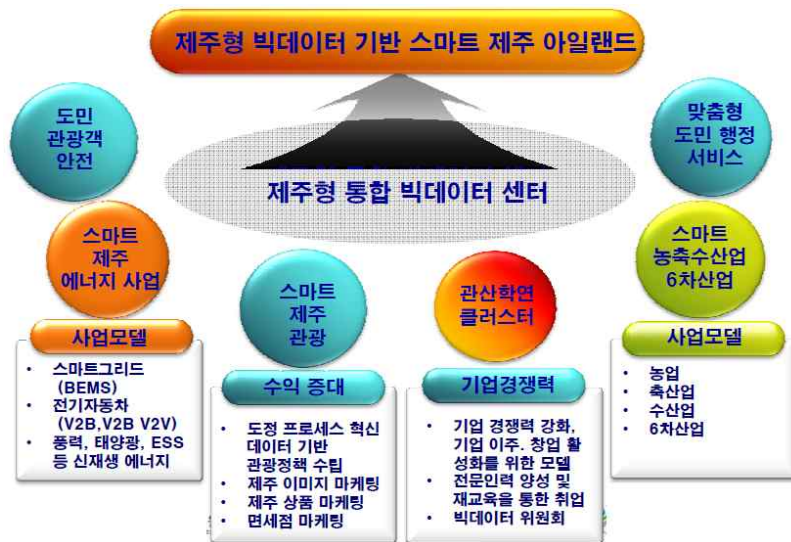 제주형 빅데이터 기반 스마트 제주 아일랜드
도민
관광객
안전
맞춤형
도민 행정
서비스
제주형 통합 빅데이터 센터
스마트
제주
에너지 사업
스마트
제주
관광
관산학연
클러스터
스마트
농축수산업
6차산업
사업모델
• 스마트그리드
(BEMS)
• 전기자동차
(V2B,V2B V2V)
• 풍력, 태양광, ESS
등 신재생 에너지
수익 증대
• 도정 프로세스 혁신
데이터 기반
관광정책 수립
• 제주 이미지 마케팅
• 제주 상품 마케팅
• 면세점 마케팅
기업경쟁력
• 기업 경쟁력 강화,
기업 이주. 창업 활
성화를 위한 모델
• 전문인력 양성 및
재교육을 통한 취업
• 빅데이터 위원회
사업모델
• 농업
• 축산업
• 수산업
• 6차산업